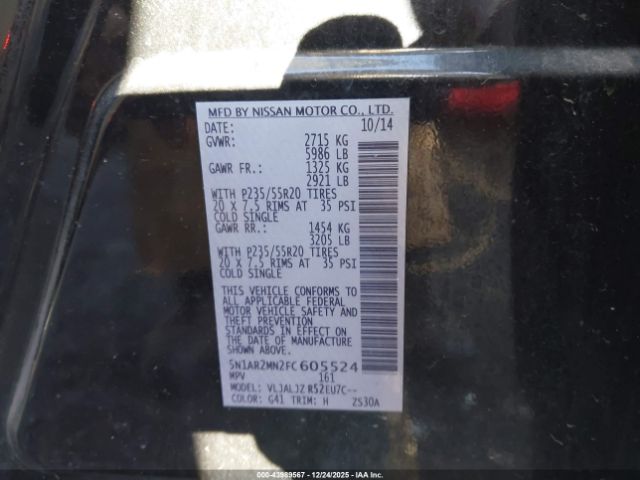 MFD BY NISSAN MOTOR CO., LTD.
DATE: 10/14
GVWR: 2715 KG
5986 LB
GAWR FR.: 1325 KG
2921 LB
WITH P235/55R20 TIRES
20 X 7.5 RIMS AT 35 PSI
COLD SINGLE
GAWR RR.: 1454 KG
3205 LB
WITH P235/55R20 TIRES
20 X 7.5 RIMS AT 35 PSI
COLD SINGLE
THIS VEHICLE CONFORMS TO
ALL APPLICABLE FEDERAL
MOTOR VEHICLE SAFETY AND
THEFT PREVENTION
STANDARDS IN EFFECT ON
THE DATE OF MANUFACTURE
SHOWN ABOVE.
5N1AR2MN2FC605524
MPV 161
MODEL: VLJALJZ R52EU7C--
COLOR: G41 TRIM: H ZS30A
000-43989567 - 12/24/2025 - IAAI.COM